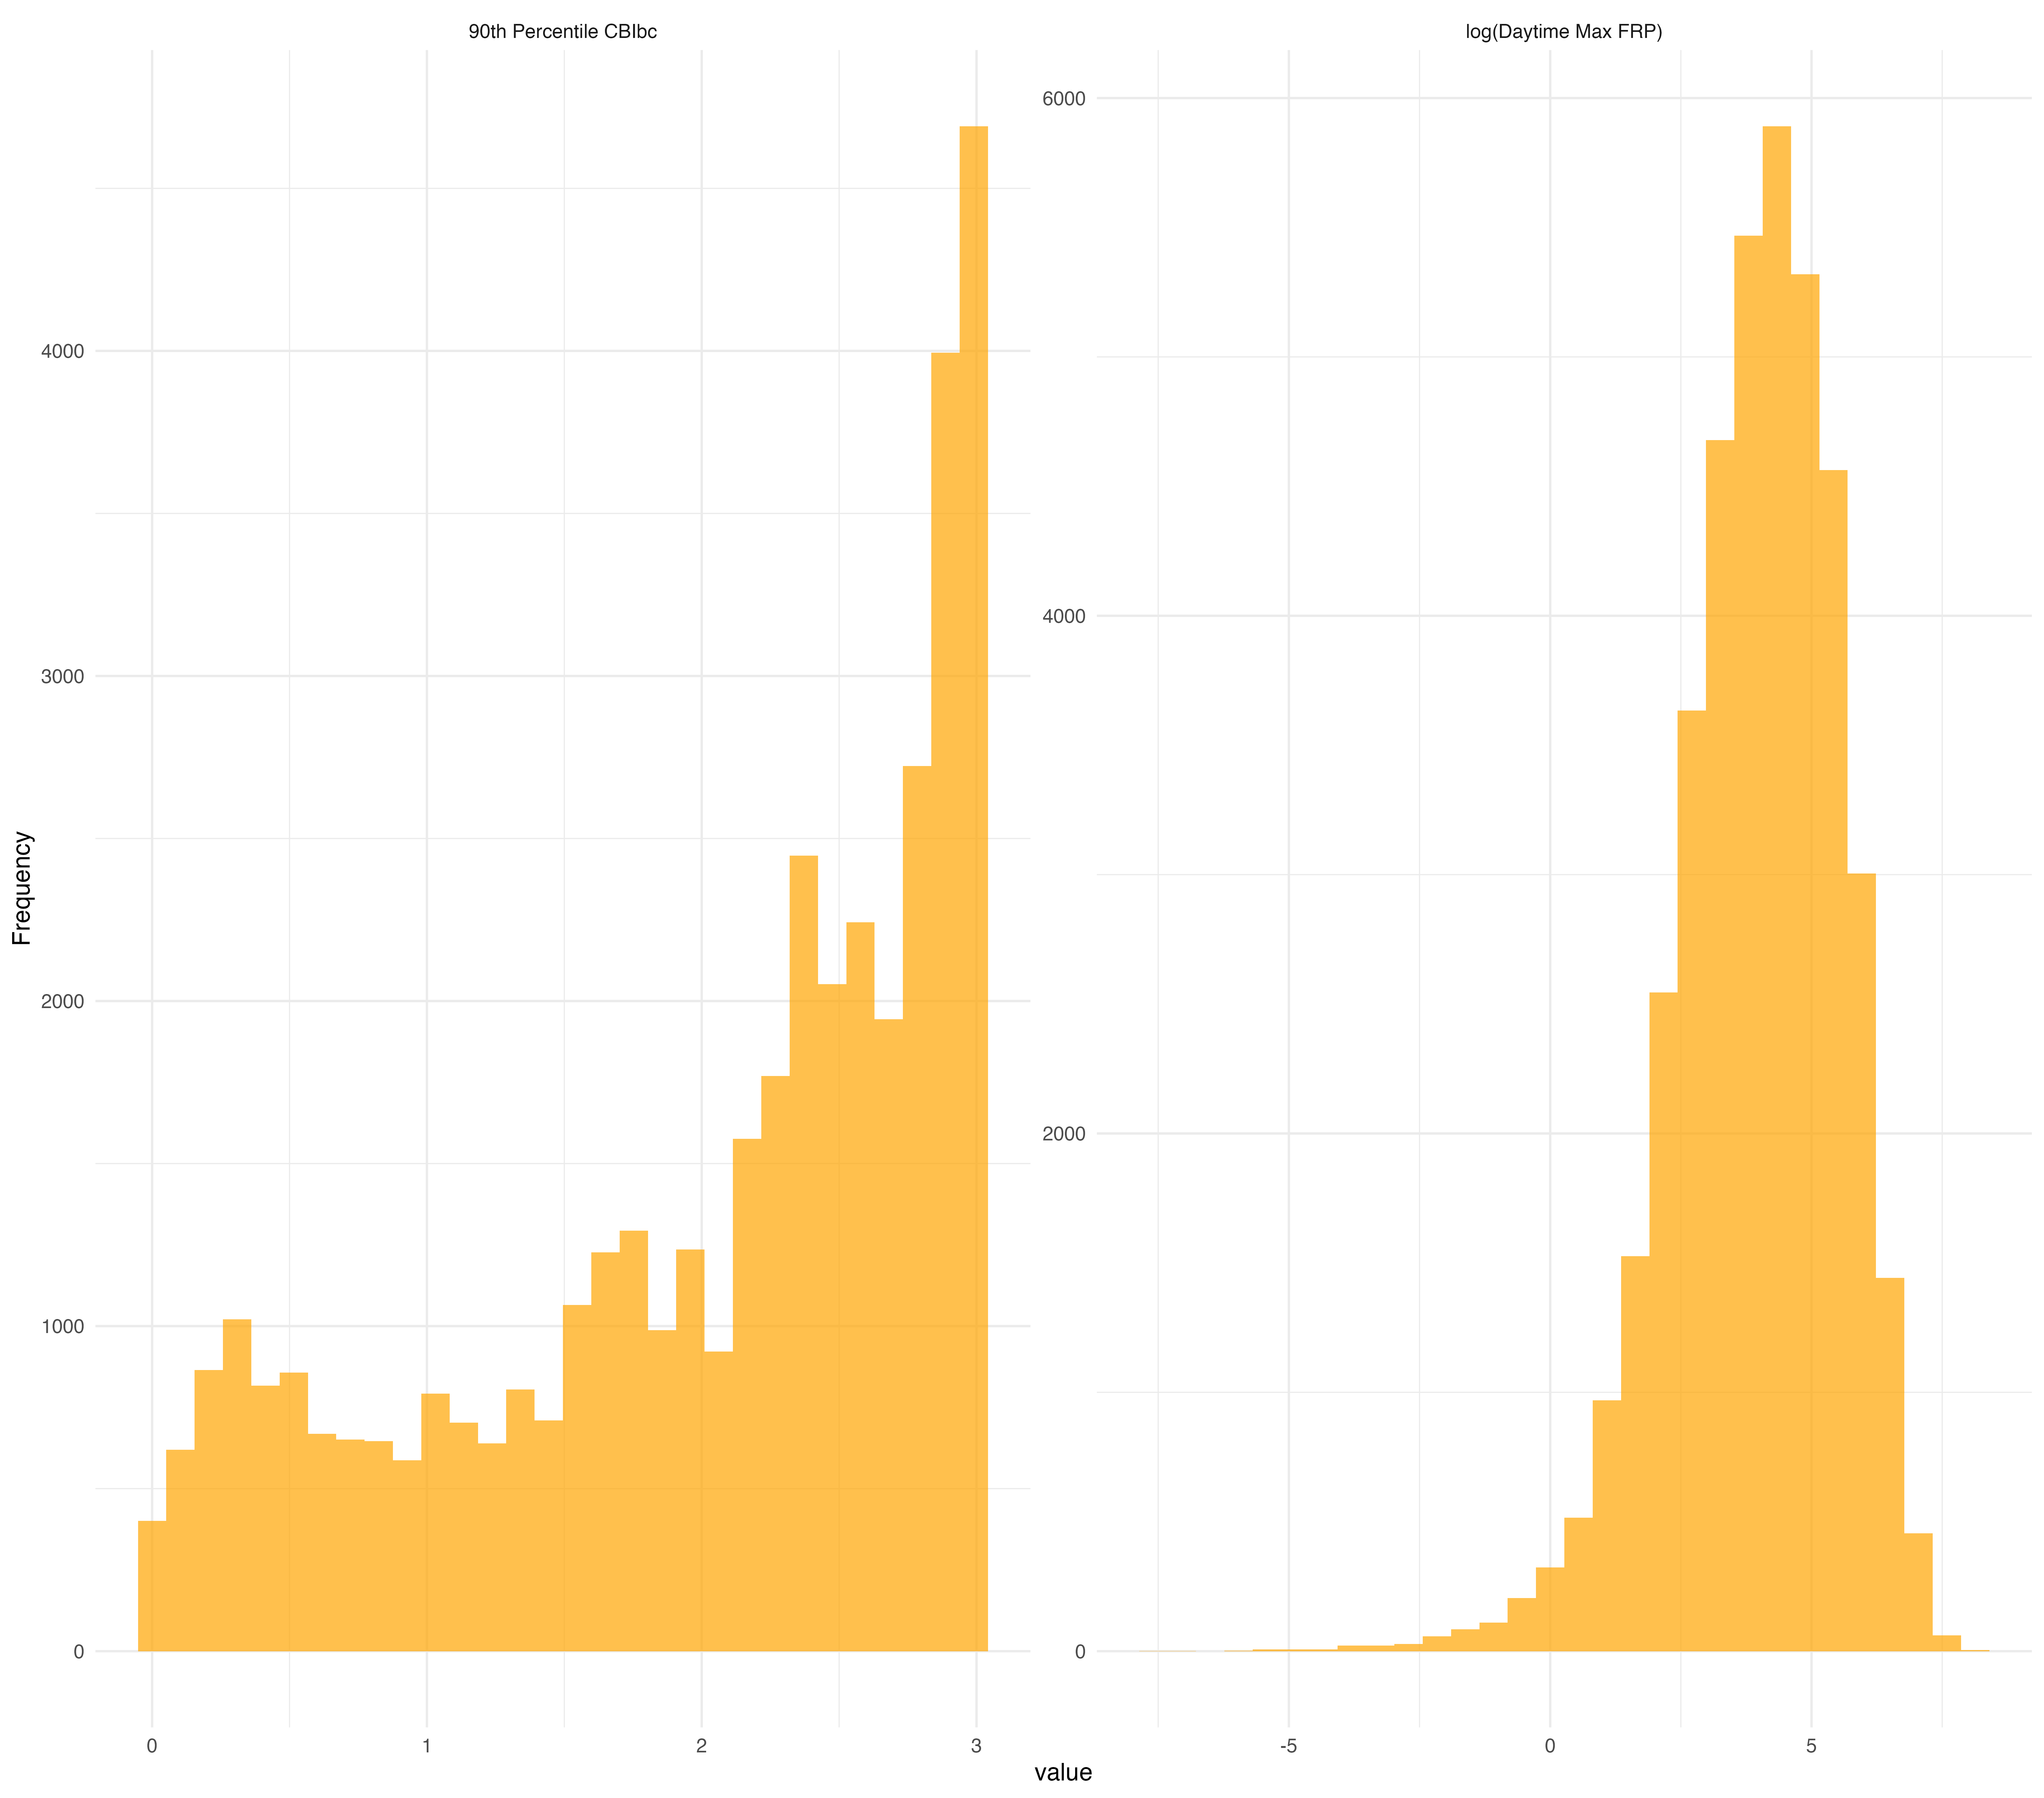 90th Percentile CBIbc
log(Daytime Max FRP)
Frequency
4000
3000
2000
1000
0
6000
4000
2000
0
0 1 2 3
-5 0 5
value